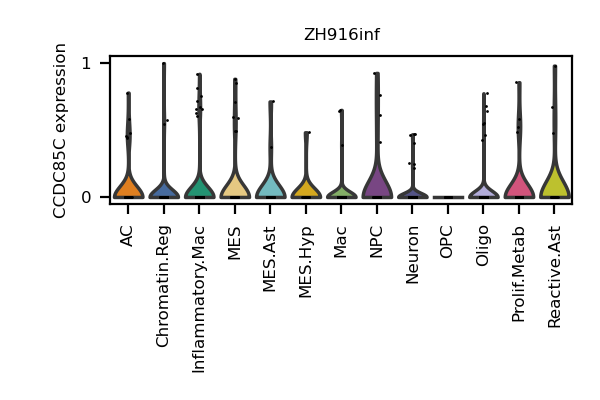 ZH916inf
CCDC85C expression
1
0
AC
Chromatin.Reg
Inflammatory.Mac
MES
MES.Ast
MES.Hyp
Mac
NPC
Neuron
OPC
Oligo
Prolif.Metab
Reactive.Ast